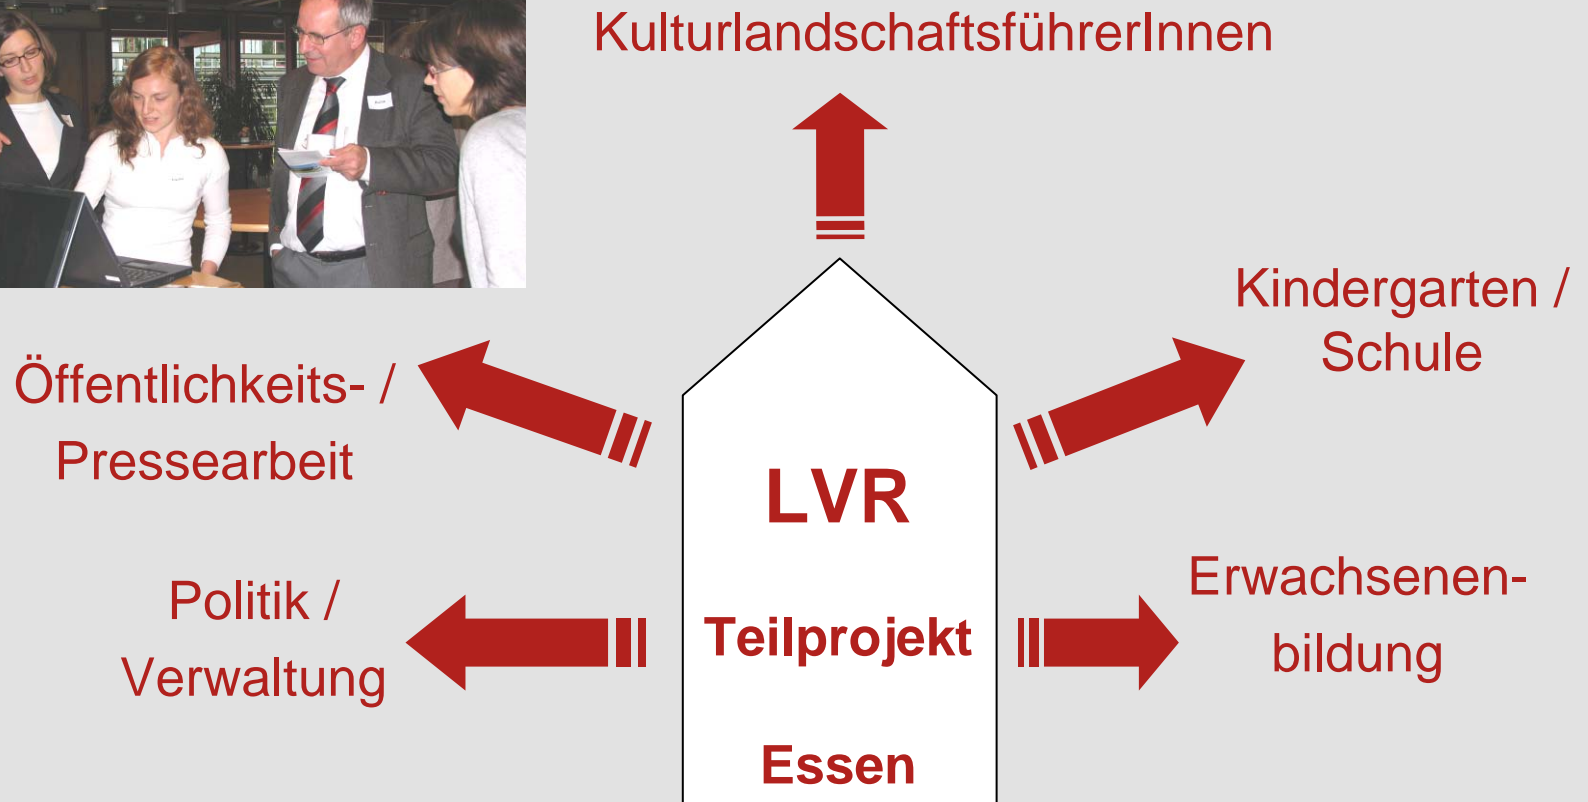 KulturlandschaftsführerInnen
Kindergarten /
Schule
Öffentlichkeits- /
Pressearbeit
LVR
Teilprojekt
Essen
Politik /
Verwaltung
Erwachsenen-
bildung